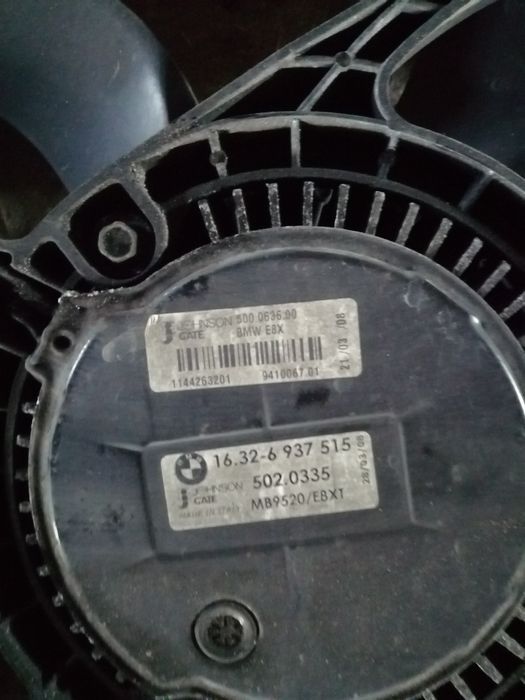 JOHNSON 500 0636.00
GATE BMW E8X
21/03/08
1144263201 9410067 01
16.32-6 937 515
JOHNSON 502.0335
GATE MB9520/E8XT
MADE IN ITALY
28/03/08